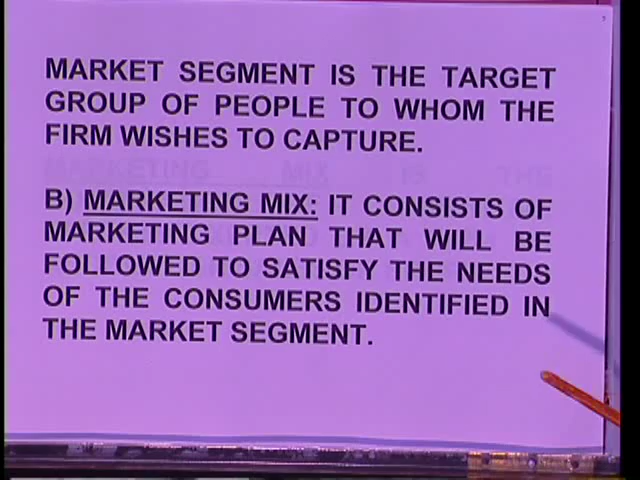 MARKET SEGMENT IS THE TARGET
GROUP OF PEOPLE TO WHOM THE
FIRM WISHES TO CAPTURE.
B) MARKETING MIX: IT CONSISTS OF
MARKETING PLAN THAT WILL BE
FOLLOWED TO SATISFY THE NEEDS
OF THE CONSUMERS IDENTIFIED IN
THE MARKET SEGMENT.